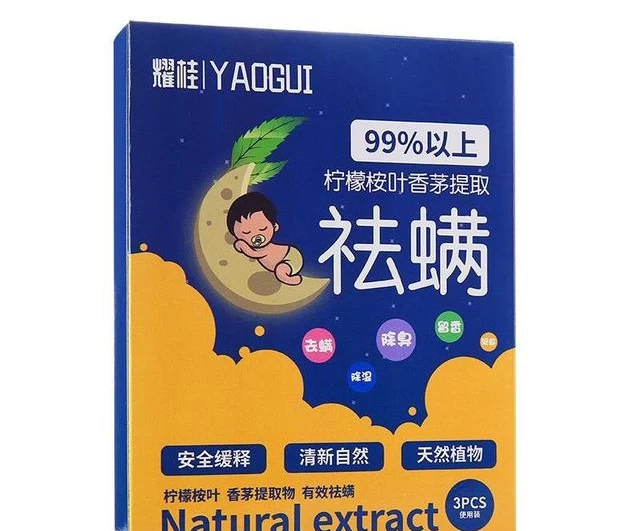 耀桂|YAOGUI
99%以上
柠檬桉叶香茅提取
祛螨
去螨
除湿
除臭
留香
安全缓释
清新自然
天然植物
柠檬桉叶 香茅提取物 有效祛螨
Natural extract
3PCS
使用装